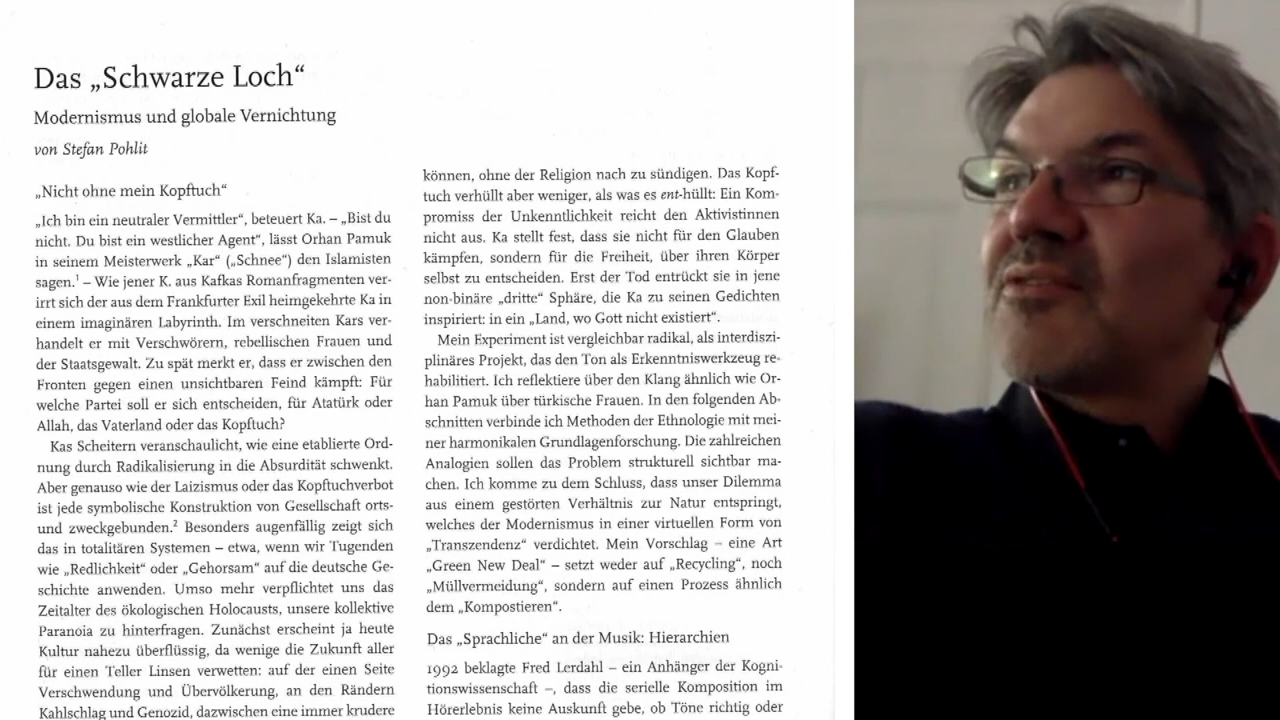 Das „Schwarze Loch“
Modernismus und globale Vernichtung
von Stefan Pohlit
„Nicht ohne mein Kopftuch“
„Ich bin ein neutraler Vermittler“, beteuert Ka. – „Bist du
nicht. Du bist ein westlicher Agent“, lässt Orhan Pamuk
in seinem Meisterwerk „Kar“ („Schnee“) den Islamisten
sagen.¹ – Wie jener K. aus Kafkas Romanfragmenten ver-
irrt sich der aus dem Frankfurter Exil heimgekehrte Ka in
einem imaginären Labyrinth. Im verschneiten Kars ver-
handelt er mit Verschwörern, rebellischen Frauen und
der Staatsgewalt. Zu spät merkt er, dass er zwischen den
Fronten gegen einen unsichtbaren Feind kämpft: Für
welche Partei soll er sich entscheiden, für Atatürk oder
Allah, das Vaterland oder das Kopftuch?
Kas Scheitern veranschaulicht, wie eine etablierte Ord-
nung durch Radikalisierung in die Absurdität schwenkt.
Aber genauso wie der Laizismus oder das Kopftuchverbot
ist jede symbolische Konstruktion von Gesellschaft orts-
und zweckgebunden.² Besonders augenfällig zeigt sich
das in totalitären Systemen – etwa, wenn wir Tugenden
wie „Redlichkeit“ oder „Gehorsam“ auf die deutsche Ge-
schichte anwenden. Umso mehr verpflichtet uns das
Zeitalter des ökologischen Holocausts, unsere kollektive
Paranoia zu hinterfragen. Zunächst erscheint ja heute
Kultur nahezu überflüssig, da wenige die Zukunft aller
für einen Teller Linsen verwetten: auf der einen Seite
Verschwendung und Übervölkerung, an den Rändern
Kahlschlag und Genozid, dazwischen eine immer krudere
können, ohne der Religion nach zu sündigen. Das Kopf-
tuch verhüllt aber weniger, als was es ent-hüllt: Ein Kom-
promiss der Unkenntlichkeit reicht den Aktivistinnen
nicht aus. Ka stellt fest, dass sie nicht für den Glauben
kämpfen, sondern für die Freiheit, über ihren Körper
selbst zu entscheiden. Erst der Tod entrückt sie in jene
non-binäre „dritte“ Sphäre, die Ka zu seinen Gedichten
inspiriert: in ein „Land, wo Gott nicht existiert“.
Mein Experiment ist vergleichbar radikal, als interdiszi-
plinäres Projekt, das den Ton als Erkenntniswerkzeug re-
habilitiert. Ich reflektiere über den Klang ähnlich wie Or-
han Pamuk über türkische Frauen. In den folgenden Ab-
schnitten verbinde ich Methoden der Ethnologie mit mei-
ner harmonikalen Grundlagenforschung. Die zahlreichen
Analogien sollen das Problem strukturell sichtbar ma-
chen. Ich komme zu dem Schluss, dass unser Dilemma
aus einem gestörten Verhältnis zur Natur entspringt,
welches der Modernismus in einer virtuellen Form von
„Transzendenz“ verdichtet. Mein Vorschlag – eine Art
„Green New Deal“ – setzt weder auf „Recycling“, noch
„Müllvermeidung“, sondern auf einen Prozess ähnlich
dem „Kompostieren“.
Das „Sprachliche“ an der Musik: Hierarchien
1992 beklagte Fred Lerdahl – ein Anhänger der Kogni-
tionswissenschaft –, dass die serielle Komposition im
Hörerlebnis keine Auskunft gebe, ob Töne richtig oder